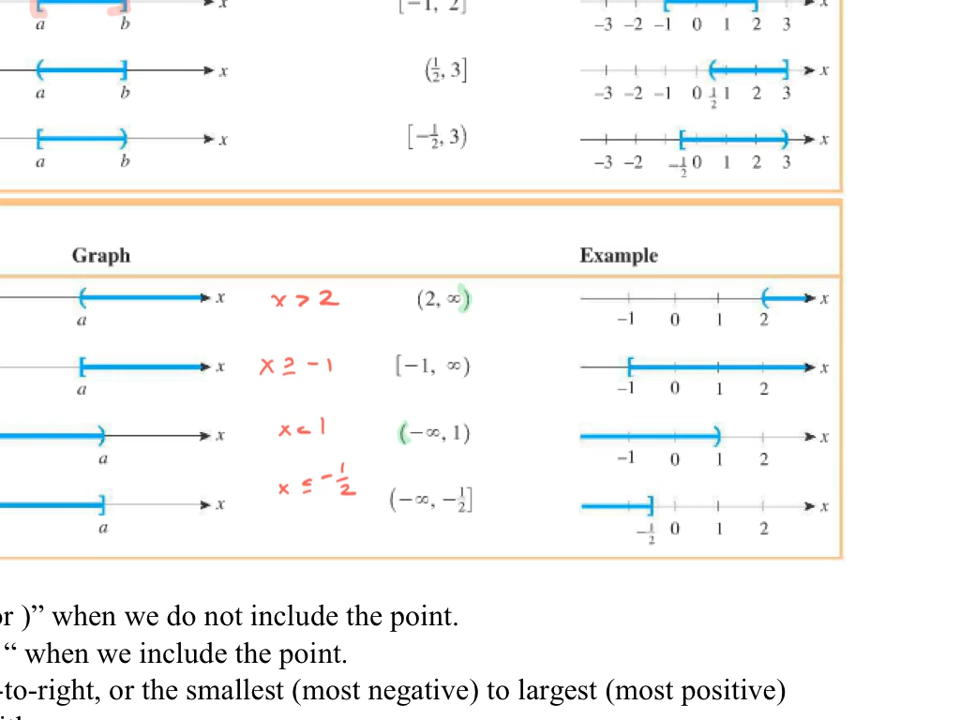 [−1, 2]
a b x
−3 −2 −1 0 1 2 3 x
a b x
(½, 3]
−3 −2 −1 0 ½ 1 2 3 x
a b x
[−½, 3)
−3 −2 −½ 0 1 2 3 x
Graph Example
a x
x > 2 (2, ∞)
−1 0 1 2 x
a x
x ≥ -1 [−1, ∞)
−1 0 1 2 x
a x
x < 1 (−∞, 1)
−1 0 1 2 x
a x
x ≤ -½ (−∞, −½]
−½ 0 1 2 x
or )” when we do not include the point.
“ when we include the point.
-to-right, or the smallest (most negative) to largest (most positive)